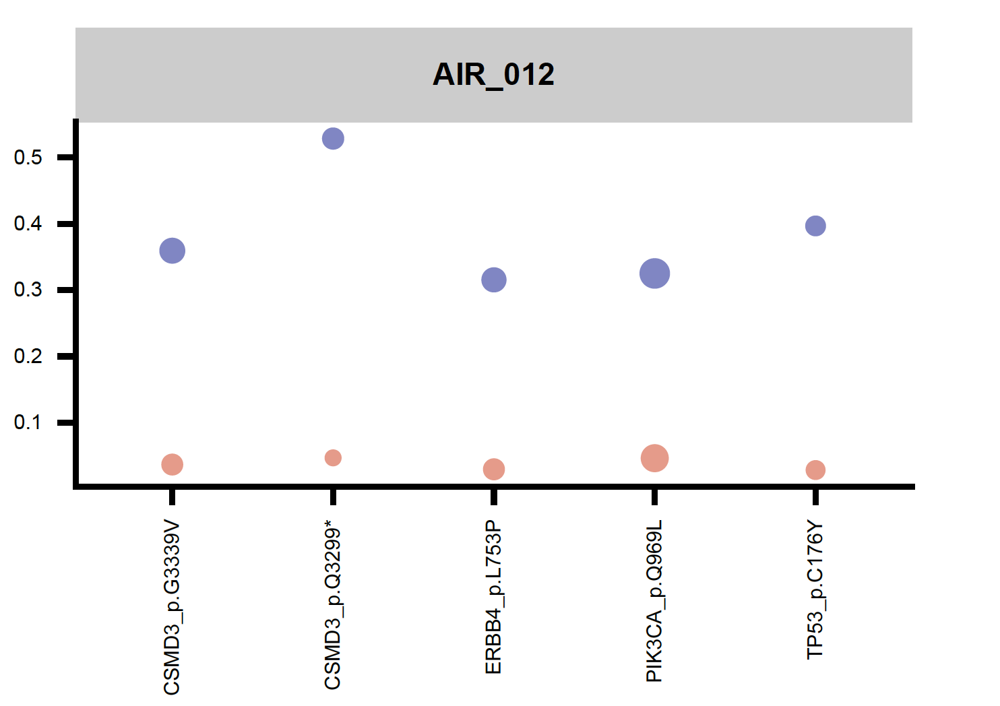 AIR_012
0.5
0.4
0.3
0.2
0.1
CSMD3_p.G3339V
CSMD3_p.Q3299*
ERBB4_p.L753P
PIK3CA_p.Q969L
TP53_p.C176Y